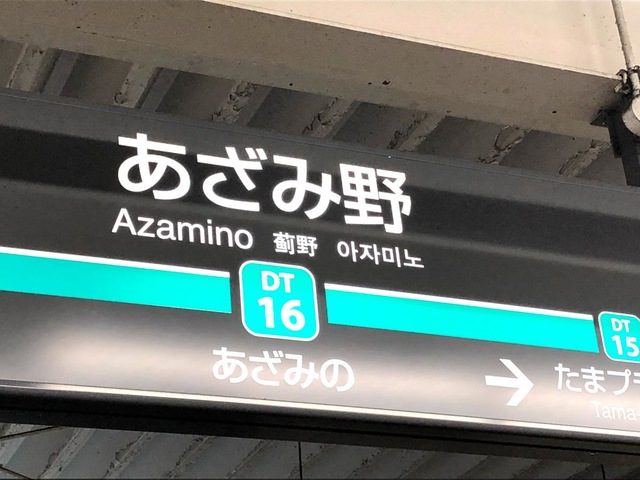 あざみ野
Azamino 薊野 아자미노
DT
16
DT
15
あざみの
→ たまプ
Tama-